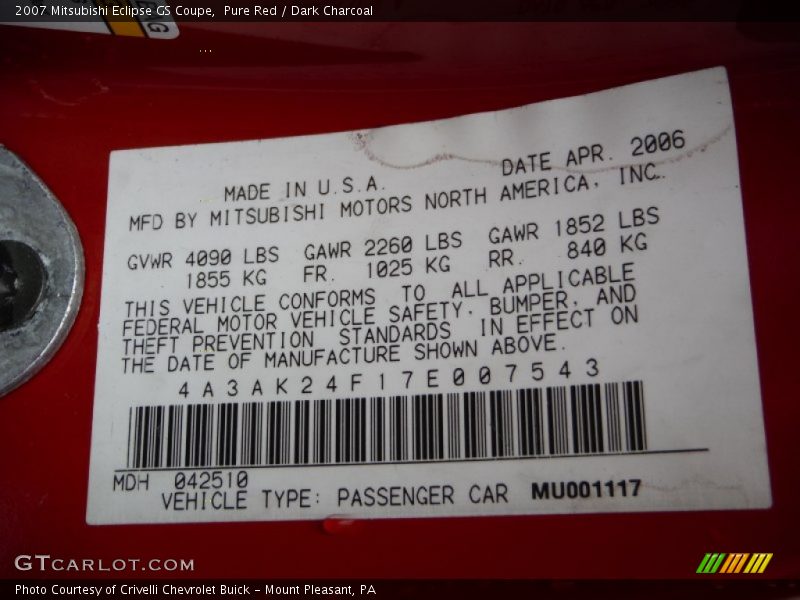 2007 Mitsubishi Eclipse GS Coupe, Pure Red / Dark Charcoal
MADE IN U.S.A. DATE APR. 2006
MFD BY MITSUBISHI MOTORS NORTH AMERICA, INC.
GVWR 4090 LBS GAWR 2260 LBS GAWR 1852 LBS
1855 KG FR. 1025 KG RR. 840 KG
THIS VEHICLE CONFORMS TO ALL APPLICABLE
FEDERAL MOTOR VEHICLE SAFETY, BUMPER, AND
THEFT PREVENTION STANDARDS IN EFFECT ON
THE DATE OF MANUFACTURE SHOWN ABOVE.
4A3AK24F17E007543
MDH 042510
VEHICLE TYPE: PASSENGER CAR MU001117
GTCARLOT.COM
Photo Courtesy of Crivelli Chevrolet Buick - Mount Pleasant, PA